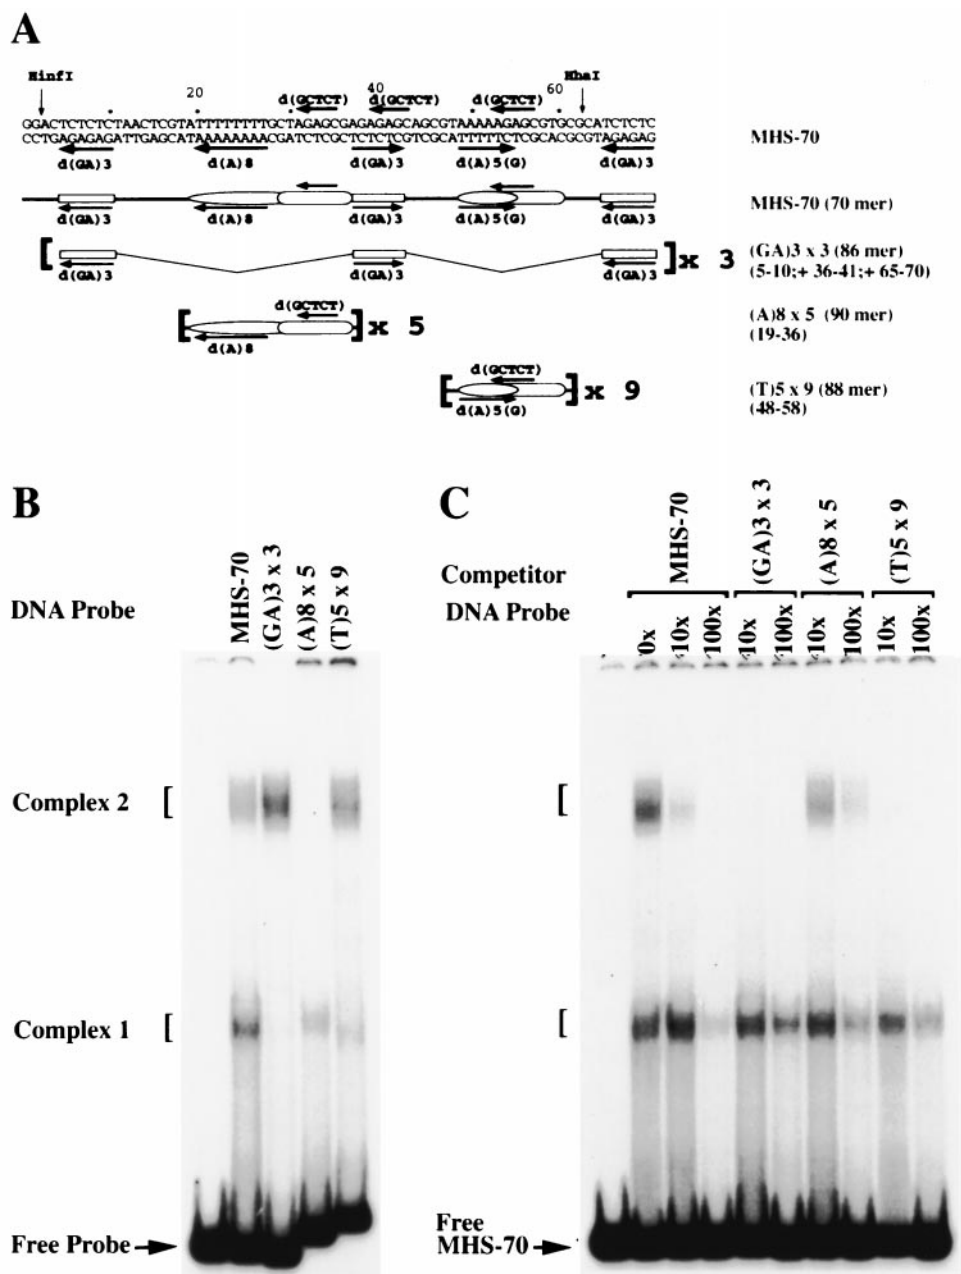 A
HinfI
HhaI
20
40
60
d(GCTCT)
d(GCTCT)
d(GCTCT)
GGACTCTCTCTAACTCGTATTTTTTTTGCTAGAGCGAGAGAGCAGCGTAAAAAGAGCGTGCGCATCTCTC
CCTGAGAGAGATTGAGCATAAAAAAAACGATCTCGCTCTCTCGTCGCATTTTTCTCGCACGCGTAGAGAG
MHS-70
d(GA)3
d(A)8
d(GA)3
d(A)5(G)
d(GA)3
MHS-70 (70 mer)
d(GA)3
d(A)8
d(GA)3
d(A)5(G)
d(GA)3
[ ] x 3
(GA)3 x 3 (86 mer)
d(GA)3
d(GA)3
d(GA)3
(5-10;+ 36-41;+ 65-70)
d(GCTCT)
[ ] x 5
(A)8 x 5 (90 mer)
d(A)8
(19-36)
d(GCTCT)
[ ] x 9
(T)5 x 9 (88 mer)
d(A)5(G)
(48-58)
B
DNA Probe
MHS-70
(GA)3 x 3
(A)8 x 5
(T)5 x 9
Complex 2 [
Complex 1 [
Free Probe
C
Competitor
MHS-70
(GA)3 x 3
(A)8 x 5
(T)5 x 9
DNA Probe
0x
10x
100x
10x
100x
10x
100x
10x
100x
[
[
Free
MHS-70